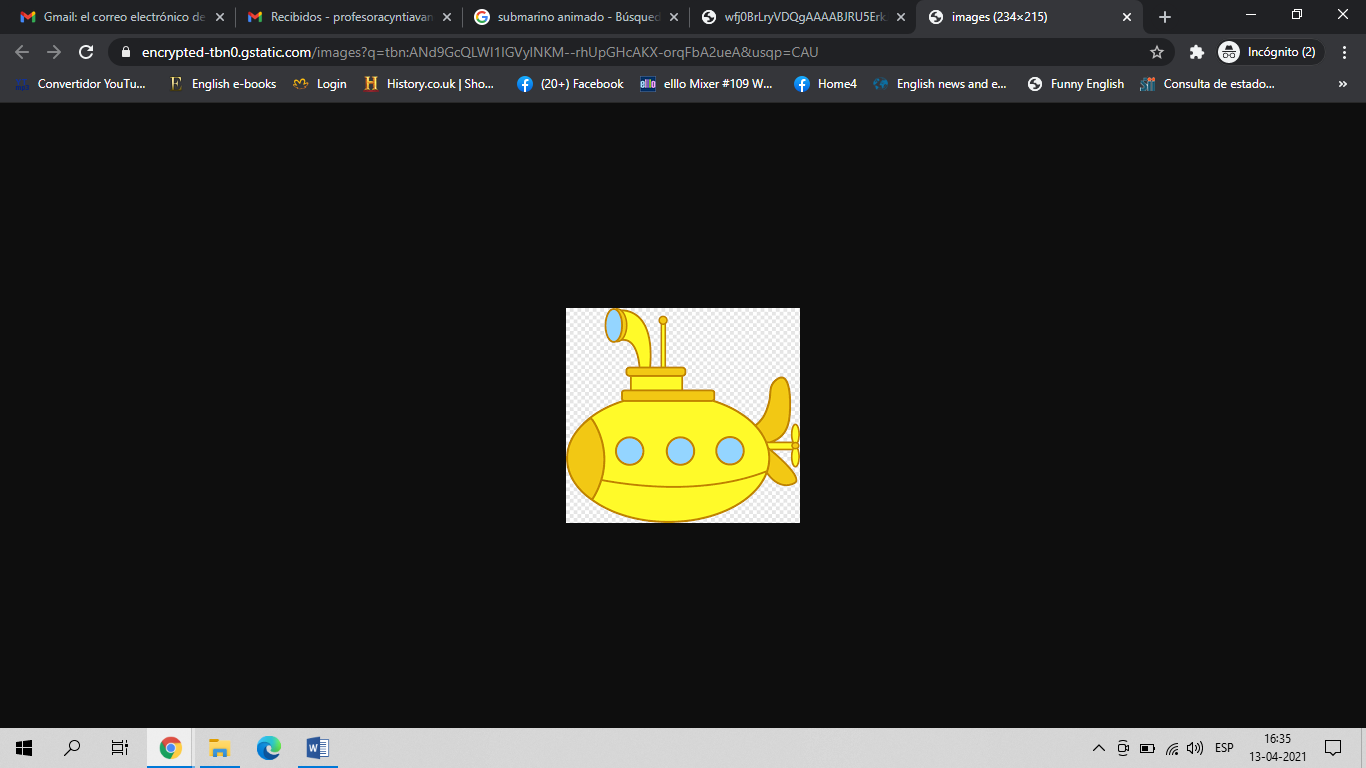 Gmail: el correo electrónico de
Recibidos - profesoracyntiavan
submarino animado - Búsqued
wfj0BrLryVDQgAAAABJRU5Erk
images (234×215)
encrypted-tbn0.gstatic.com/images?q=tbn:ANd9GcQLWI1IGVyINKM--rhUpGHcAKX-orqFbA2ueA&usqp=CAU
Incógnito (2)
Convertidor YouTu...
English e-books
Login
History.co.uk | Sho...
(20+) Facebook
elllo Mixer #109 W...
Home4
English news and e...
Funny English
Consulta de estado...
ESP
16:35
13-04-2021